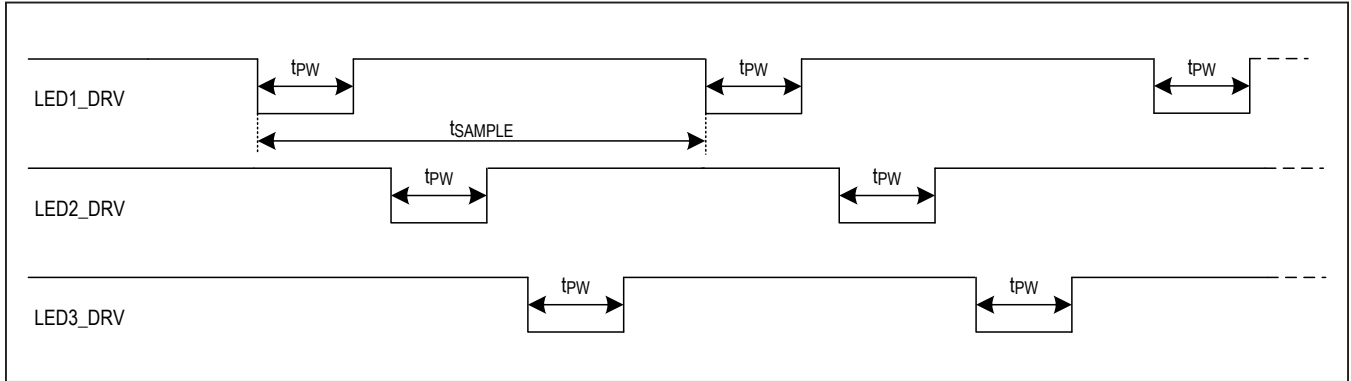 tPW tPW tPW
LED1_DRV
tSAMPLE
tPW tPW
LED2_DRV
tPW tPW
LED3_DRV